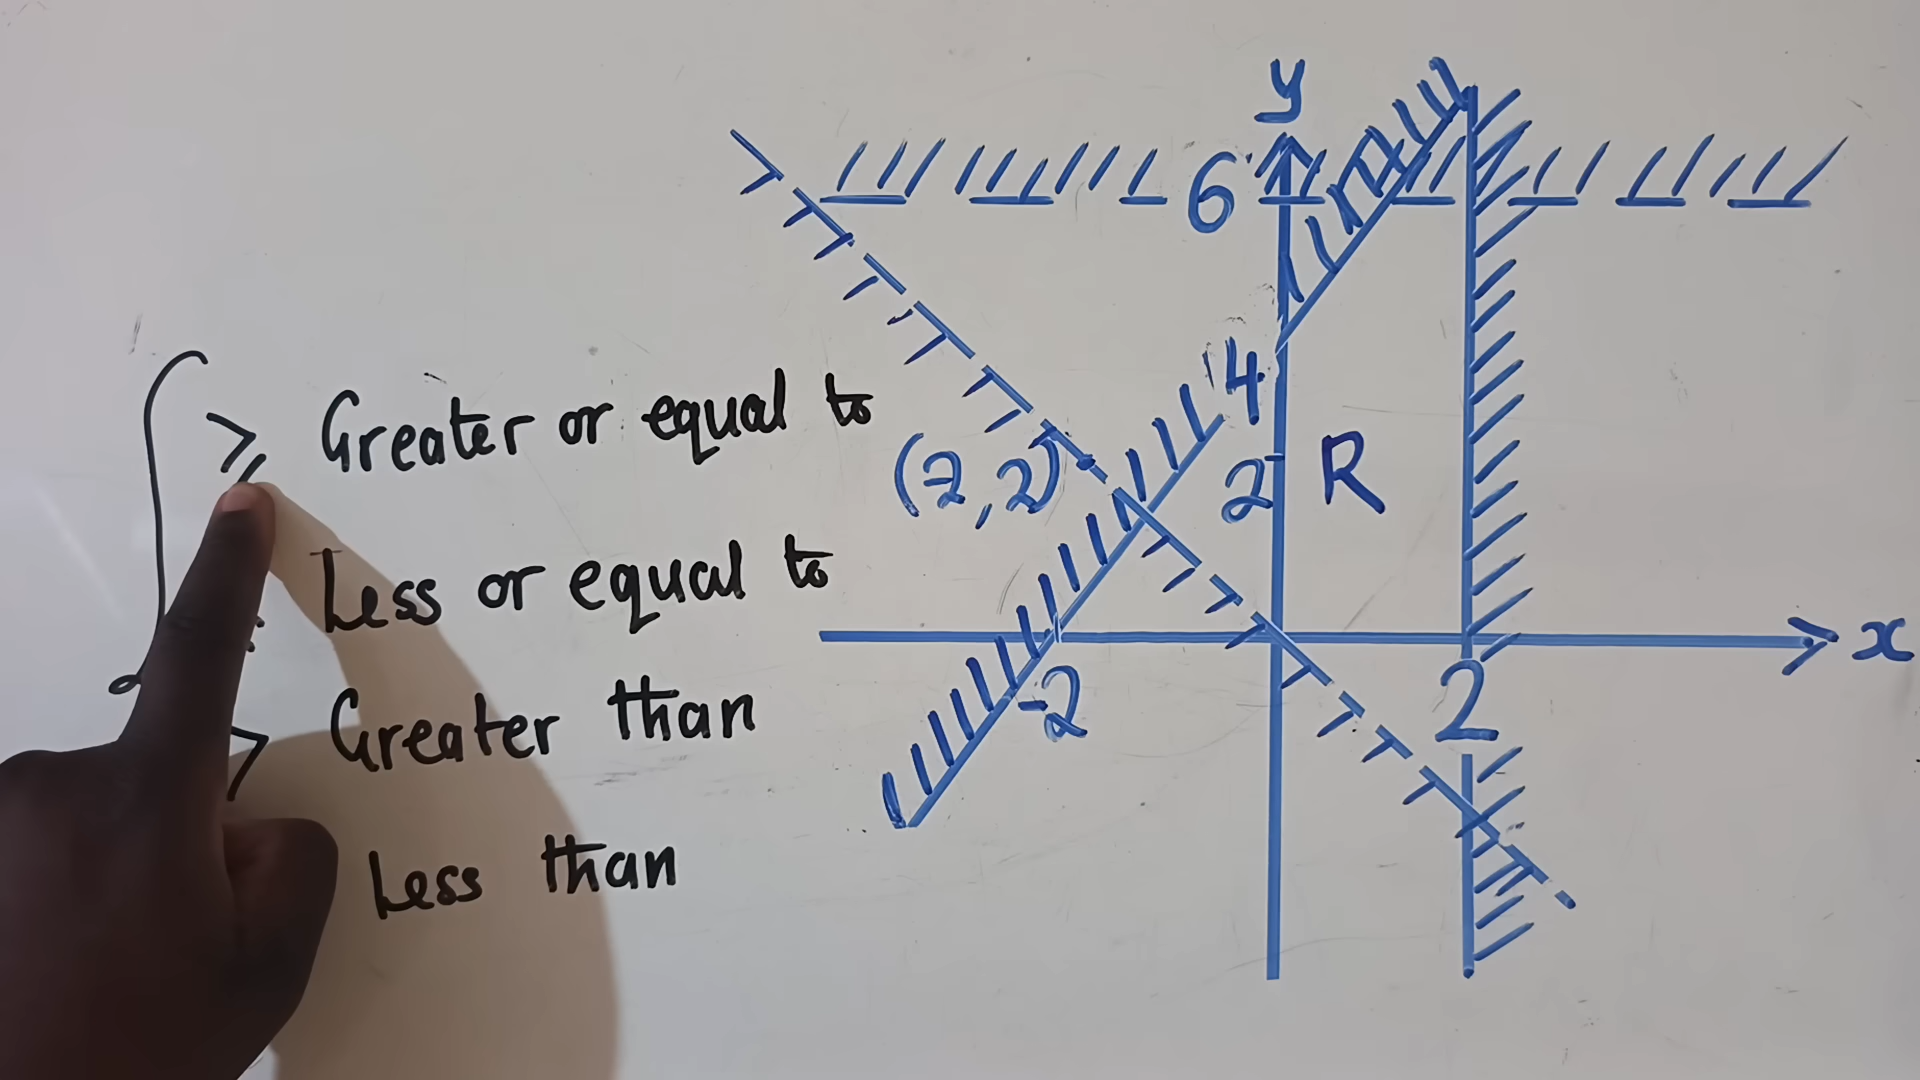 ≥ Greater or equal to
Less or equal to
> Greater than
Less than
y
6
4
(2,2)
2
R
x
-2
2